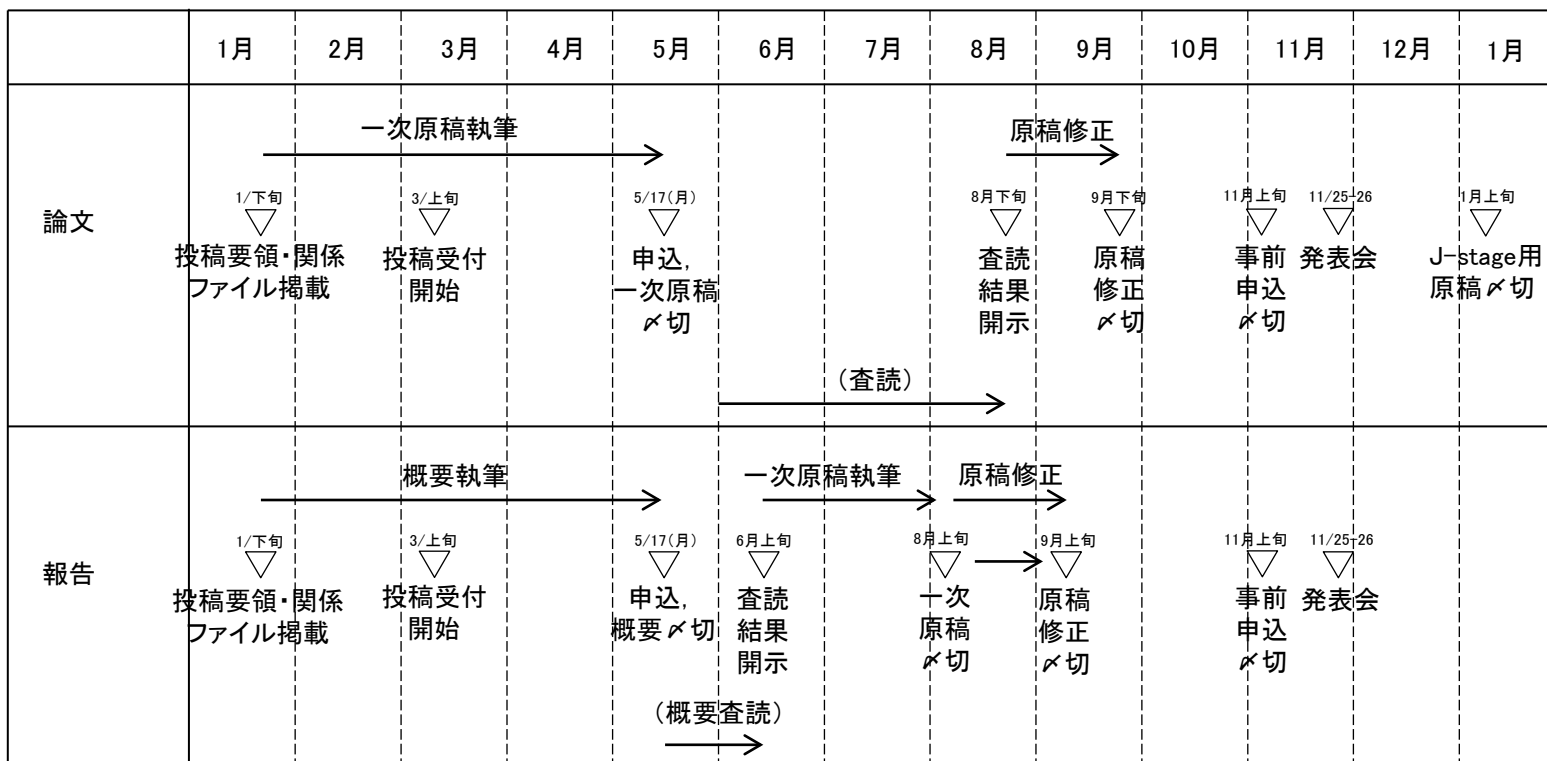 1月 2月 3月 4月 5月 6月 7月 8月 9月 10月 11月 12月 1月
論文
一次原稿執筆
原稿修正
1/下旬
投稿要領・関係
ファイル掲載
3/上旬
投稿受付
開始
5/17(月)
申込,
一次原稿
〆切
8月下旬
査読
結果
開示
9月下旬
原稿
修正
〆切
11月上旬
事前
申込
〆切
11/25-26
発表会
1月上旬
J-stage用
原稿〆切
(査読)
報告
概要執筆
一次原稿執筆
原稿修正
1/下旬
投稿要領・関係
ファイル掲載
3/上旬
投稿受付
開始
5/17(月)
申込,
概要〆切
6月上旬
査読
結果
開示
8月上旬
一次
原稿
〆切
9月上旬
原稿
修正
〆切
11月上旬
事前
申込
〆切
11/25-26
発表会
(概要査読)